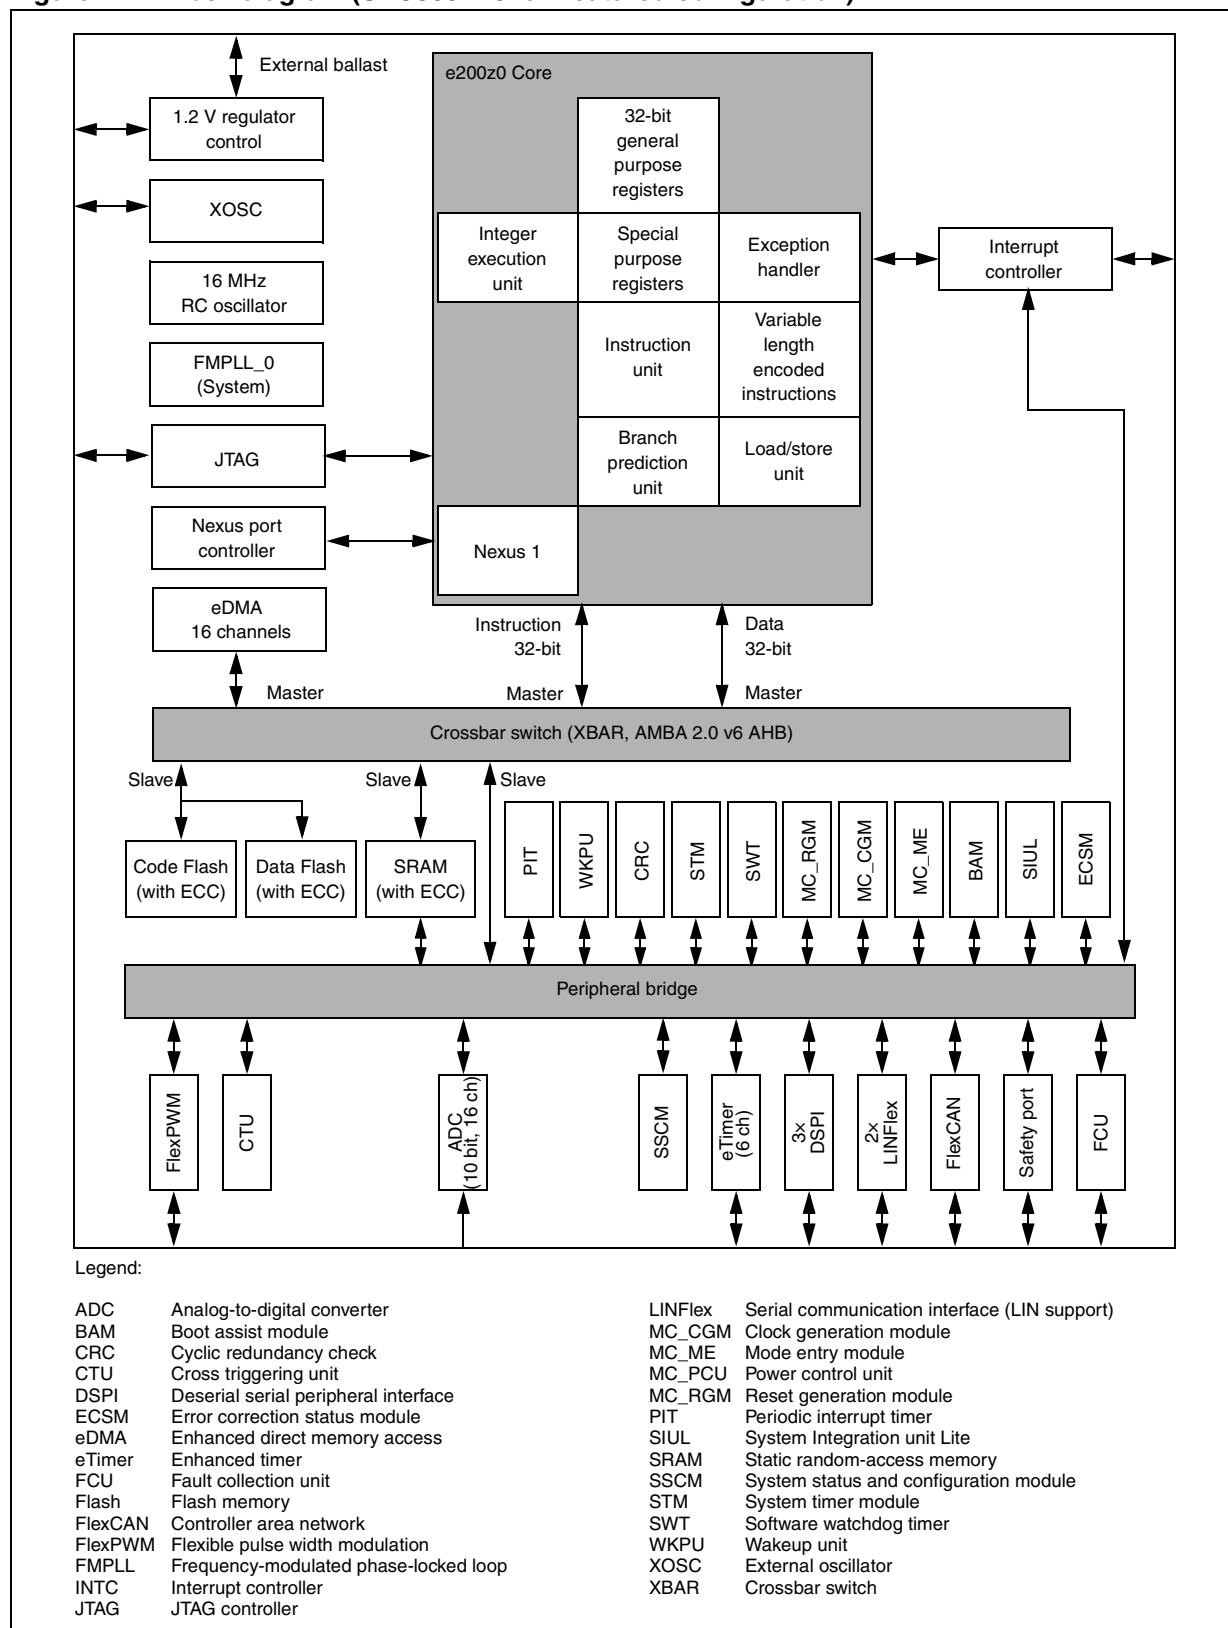 External ballast
1.2 V regulator
control
XOSC
16 MHz
RC oscillator
FMPLL_0
(System)
JTAG
Nexus port
controller
eDMA
16 channels
e200z0 Core
32-bit
general
purpose
registers
Integer
execution
unit
Special
purpose
registers
Exception
handler
Instruction
unit
Variable
length
encoded
instructions
Branch
prediction
unit
Load/store
unit
Nexus 1
Interrupt
controller
Instruction
32-bit
Data
32-bit
Master
Master
Master
Crossbar switch (XBAR, AMBA 2.0 v6 AHB)
Slave
Slave
Slave
Code Flash
(with ECC)
Data Flash
(with ECC)
SRAM
(with ECC)
PIT
WKPU
CRC
STM
SWT
MC_RGM
MC_CGM
MC_ME
BAM
SIUL
ECSM
Peripheral bridge
FlexPWM
CTU
ADC
(10 bit, 16 ch)
SSCM
eTimer
(6 ch)
3×
DSPI
2×
LINFlex
FlexCAN
Safety port
FCU
Legend:
ADC Analog-to-digital converter
BAM Boot assist module
CRC Cyclic redundancy check
CTU Cross triggering unit
DSPI Deserial serial peripheral interface
ECSM Error correction status module
eDMA Enhanced direct memory access
eTimer Enhanced timer
FCU Fault collection unit
Flash Flash memory
FlexCAN Controller area network
FlexPWM Flexible pulse width modulation
FMPLL Frequency-modulated phase-locked loop
INTC Interrupt controller
JTAG JTAG controller
LINFlex Serial communication interface (LIN support)
MC_CGM Clock generation module
MC_ME Mode entry module
MC_PCU Power control unit
MC_RGM Reset generation module
PIT Periodic interrupt timer
SIUL System Integration unit Lite
SRAM Static random-access memory
SSCM System status and configuration module
STM System timer module
SWT Software watchdog timer
WKPU Wakeup unit
XOSC External oscillator
XBAR Crossbar switch